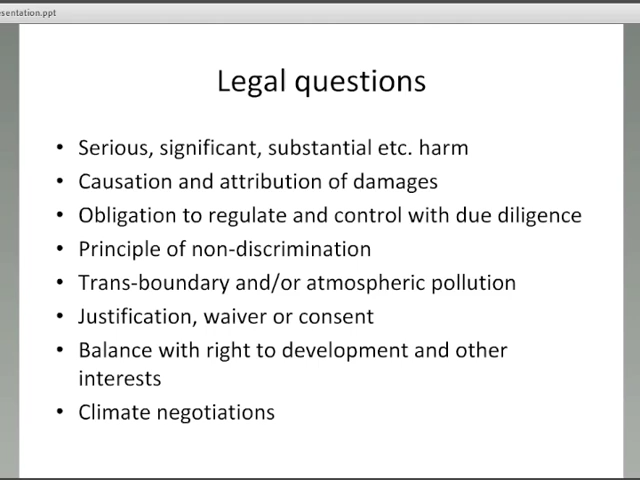 esentation.ppt
Legal questions
• Serious, significant, substantial etc. harm
• Causation and attribution of damages
• Obligation to regulate and control with due diligence
• Principle of non-discrimination
• Trans-boundary and/or atmospheric pollution
• Justification, waiver or consent
• Balance with right to development and other
interests
• Climate negotiations